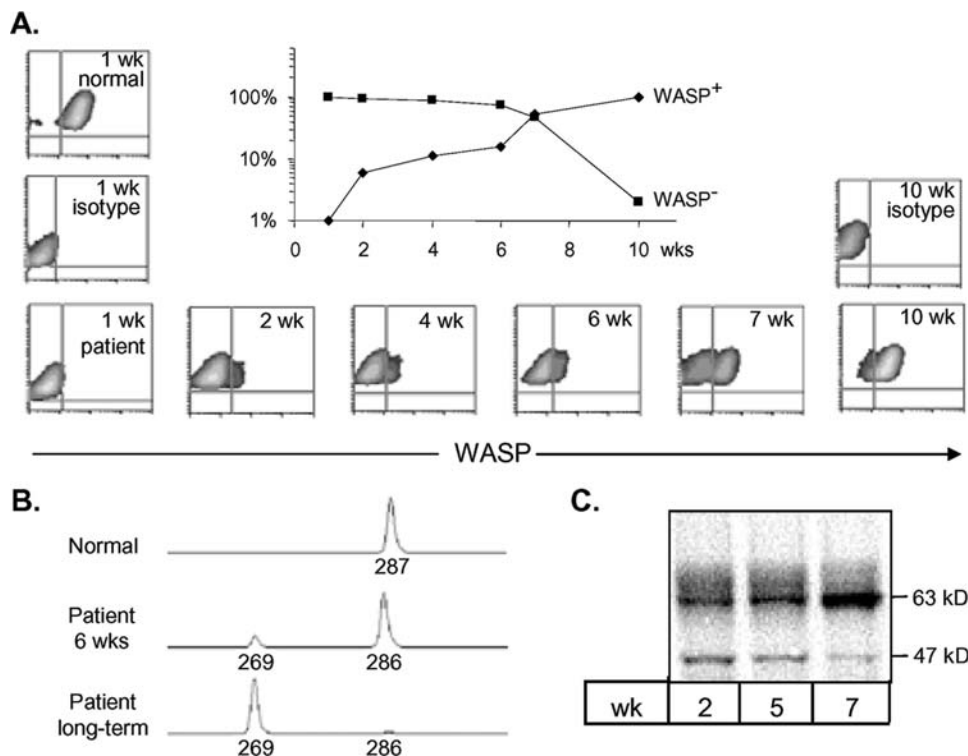 A.
1 wk
normal
100%
10%
1%
0 2 4 6 8 10 wks
WASP+
WASP-
1 wk
isotype
10 wk
isotype
1 wk
patient
2 wk
4 wk
6 wk
7 wk
10 wk
WASP
B.
Normal
287
Patient
6 wks
269 286
Patient
long-term
269 286
C.
63 kD
47 kD
wk 2 5 7